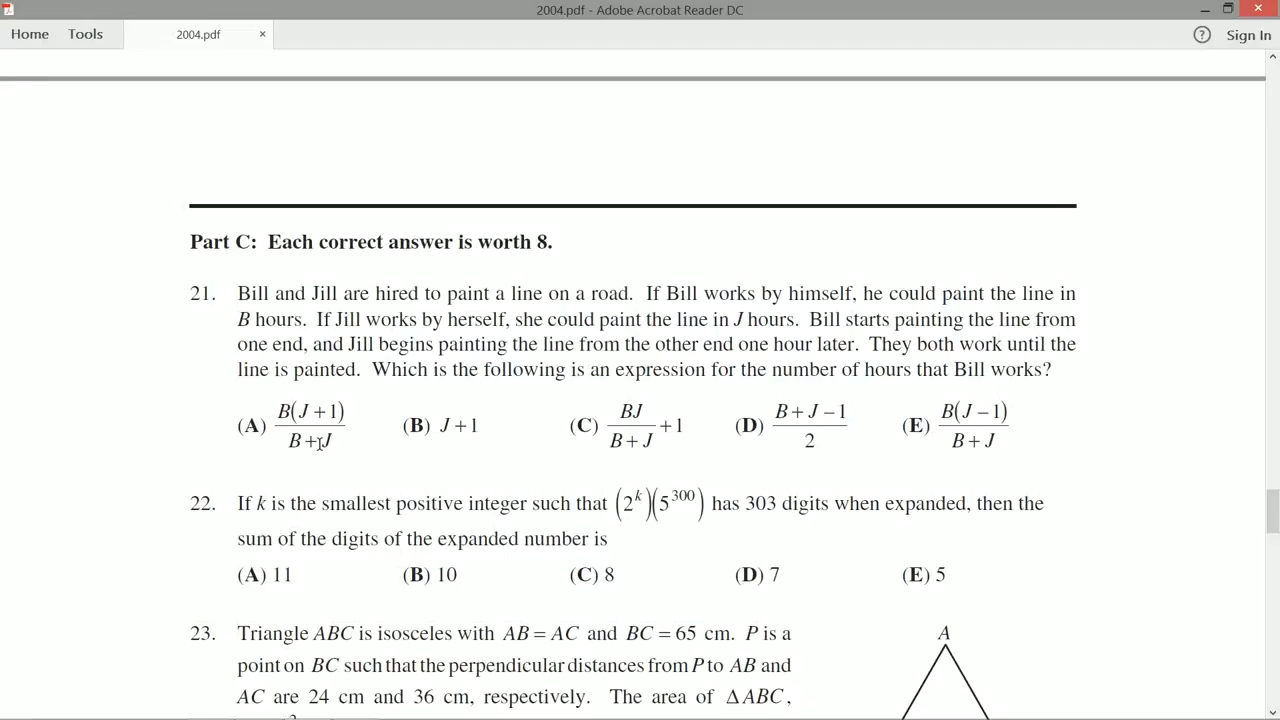 2004.pdf - Adobe Acrobat Reader DC
Home Tools 2004.pdf × ? Sign In
Part C: Each correct answer is worth 8.
21. Bill and Jill are hired to paint a line on a road. If Bill works by himself, he could paint the line in
B hours. If Jill works by herself, she could paint the line in J hours. Bill starts painting the line from
one end, and Jill begins painting the line from the other end one hour later. They both work until the
line is painted. Which is the following is an expression for the number of hours that Bill works?
(A) B(J + 1)/(B + J) (B) J + 1 (C) BJ/(B + J) + 1 (D) (B + J − 1)/2 (E) B(J − 1)/(B + J)
22. If k is the smallest positive integer such that (2^k)(5^300) has 303 digits when expanded, then the
sum of the digits of the expanded number is
(A) 11 (B) 10 (C) 8 (D) 7 (E) 5
23. Triangle ABC is isosceles with AB = AC and BC = 65 cm. P is a
point on BC such that the perpendicular distances from P to AB and
AC are 24 cm and 36 cm, respectively. The area of ΔABC,
A